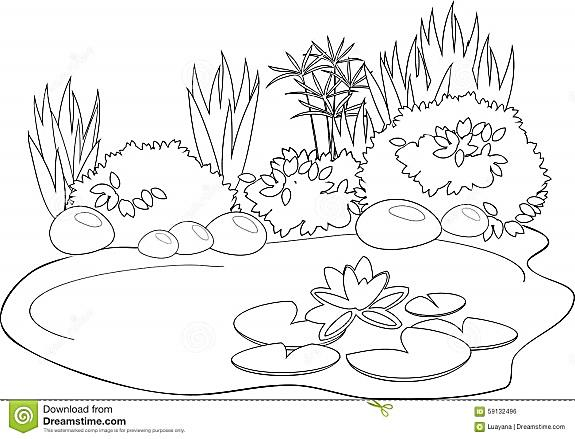 Download from
Dreamstime.com
This watermarked comp image is for previewing purposes only.
59132496
Luayana | Dreamstime.com